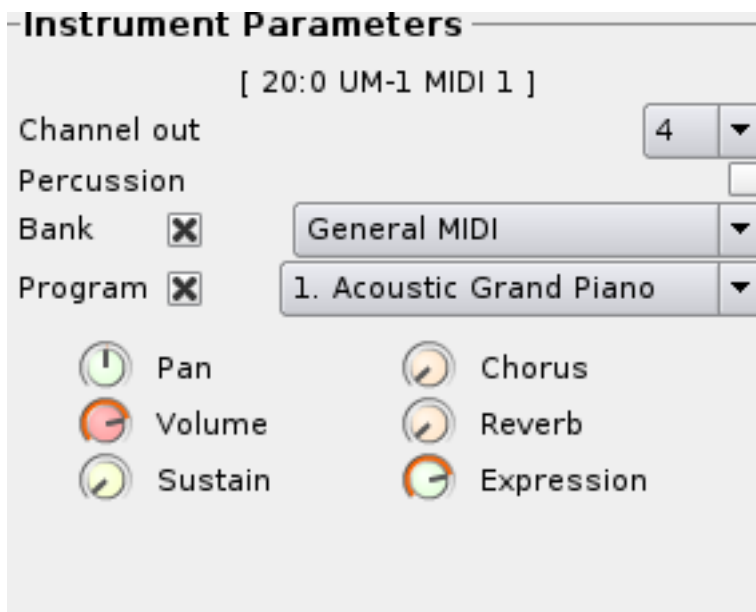 Instrument Parameters
[ 20:0 UM-1 MIDI 1 ]
Channel out 4
Percussion
Bank General MIDI
Program 1. Acoustic Grand Piano
Pan Chorus
Volume Reverb
Sustain Expression